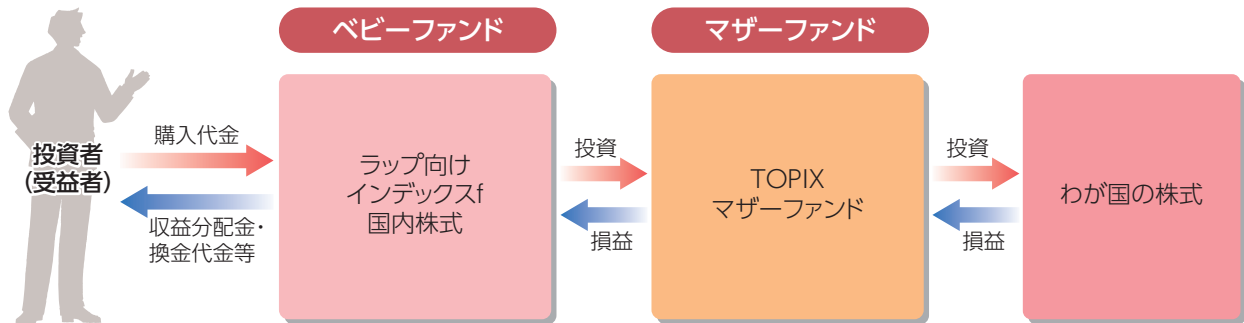 ベビーファンド
マザーファンド
投資者
(受益者)
購入代金
収益分配金・
換金代金等
ラップ向け
インデックスf
国内株式
投資
損益
TOPIX
マザーファンド
投資
損益
わが国の株式